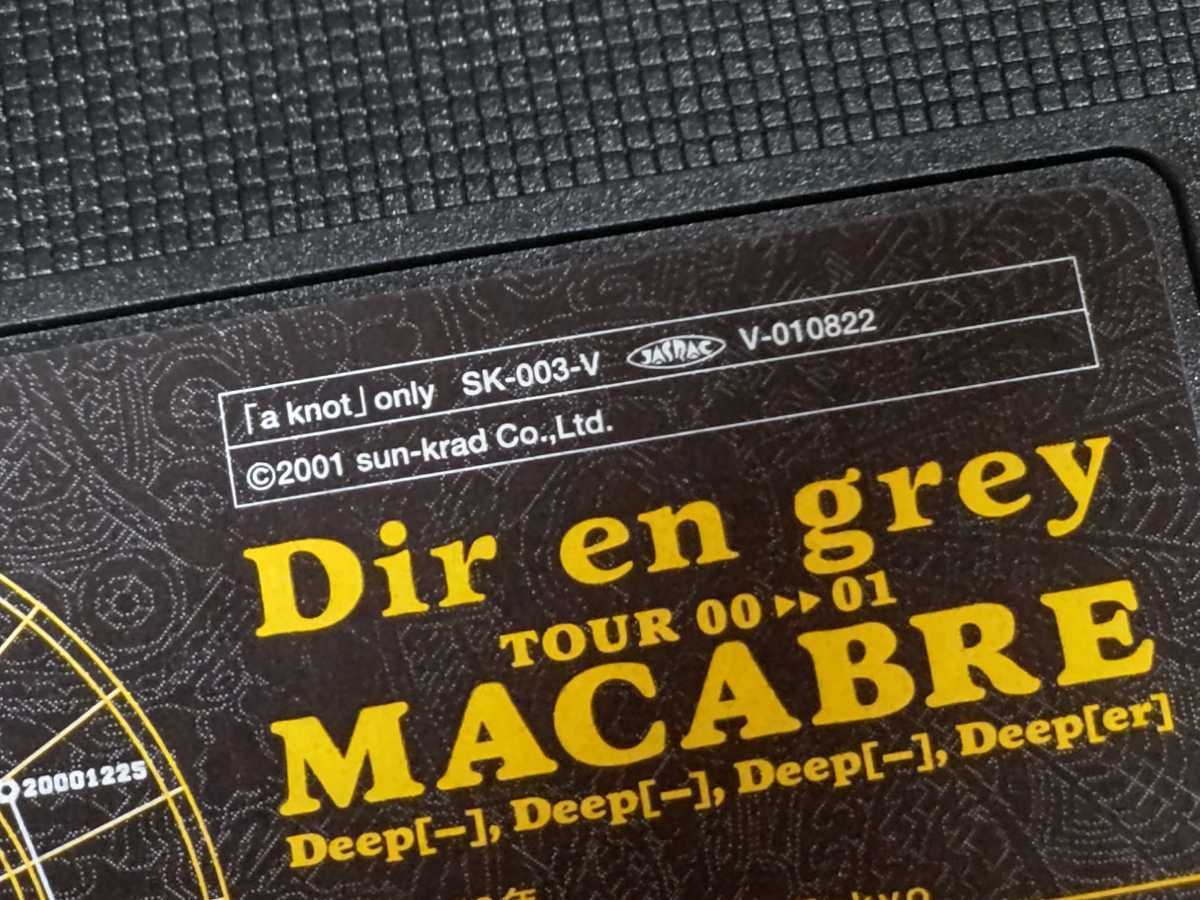 「a knot」only SK-003-V JASRAC V-010822
©2001 sun-krad Co.,Ltd.
Dir en grey
TOUR 00▸▸01
MACABRE
Deep[–], Deep[–], Deep[–], Deep[er]
20001225